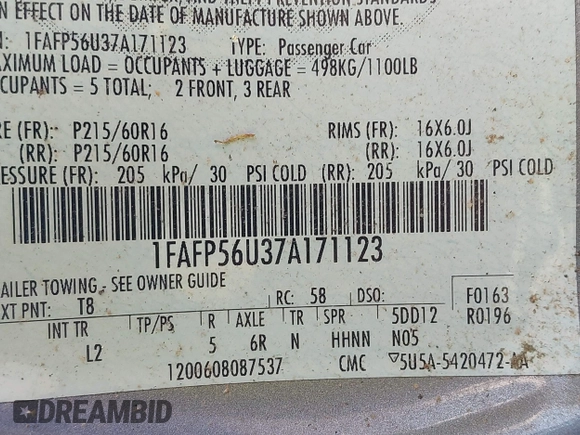 N EFFECT ON THE DATE OF MANUFACTURE SHOWN ABOVE.
N: 1FAFP56U37A171123 TYPE: Passenger Car
AXIMUM LOAD = OCCUPANTS + LUGGAGE = 498KG/1100LB
CUPANTS = 5 TOTAL; 2 FRONT, 3 REAR
RE (FR): P215/60R16 RIMS (FR): 16X6.0J
(RR): P215/60R16 (RR): 16X6.0J
ESSURE (FR): 205 kPa/ 30 PSI COLD (RR): 205 kPa/ 30 PSI COLD
1FAFP56U37A171123
AILER TOWING - SEE OWNER GUIDE
XT PNT: T8 RC: 58 DSO: F0163
INT TR TP/PS R AXLE TR SPR 5DD12 R0196
L2 5 6R N HHNN N05
1200608087537 CMC ▽5U5A-5420472-AA
DREAMBID